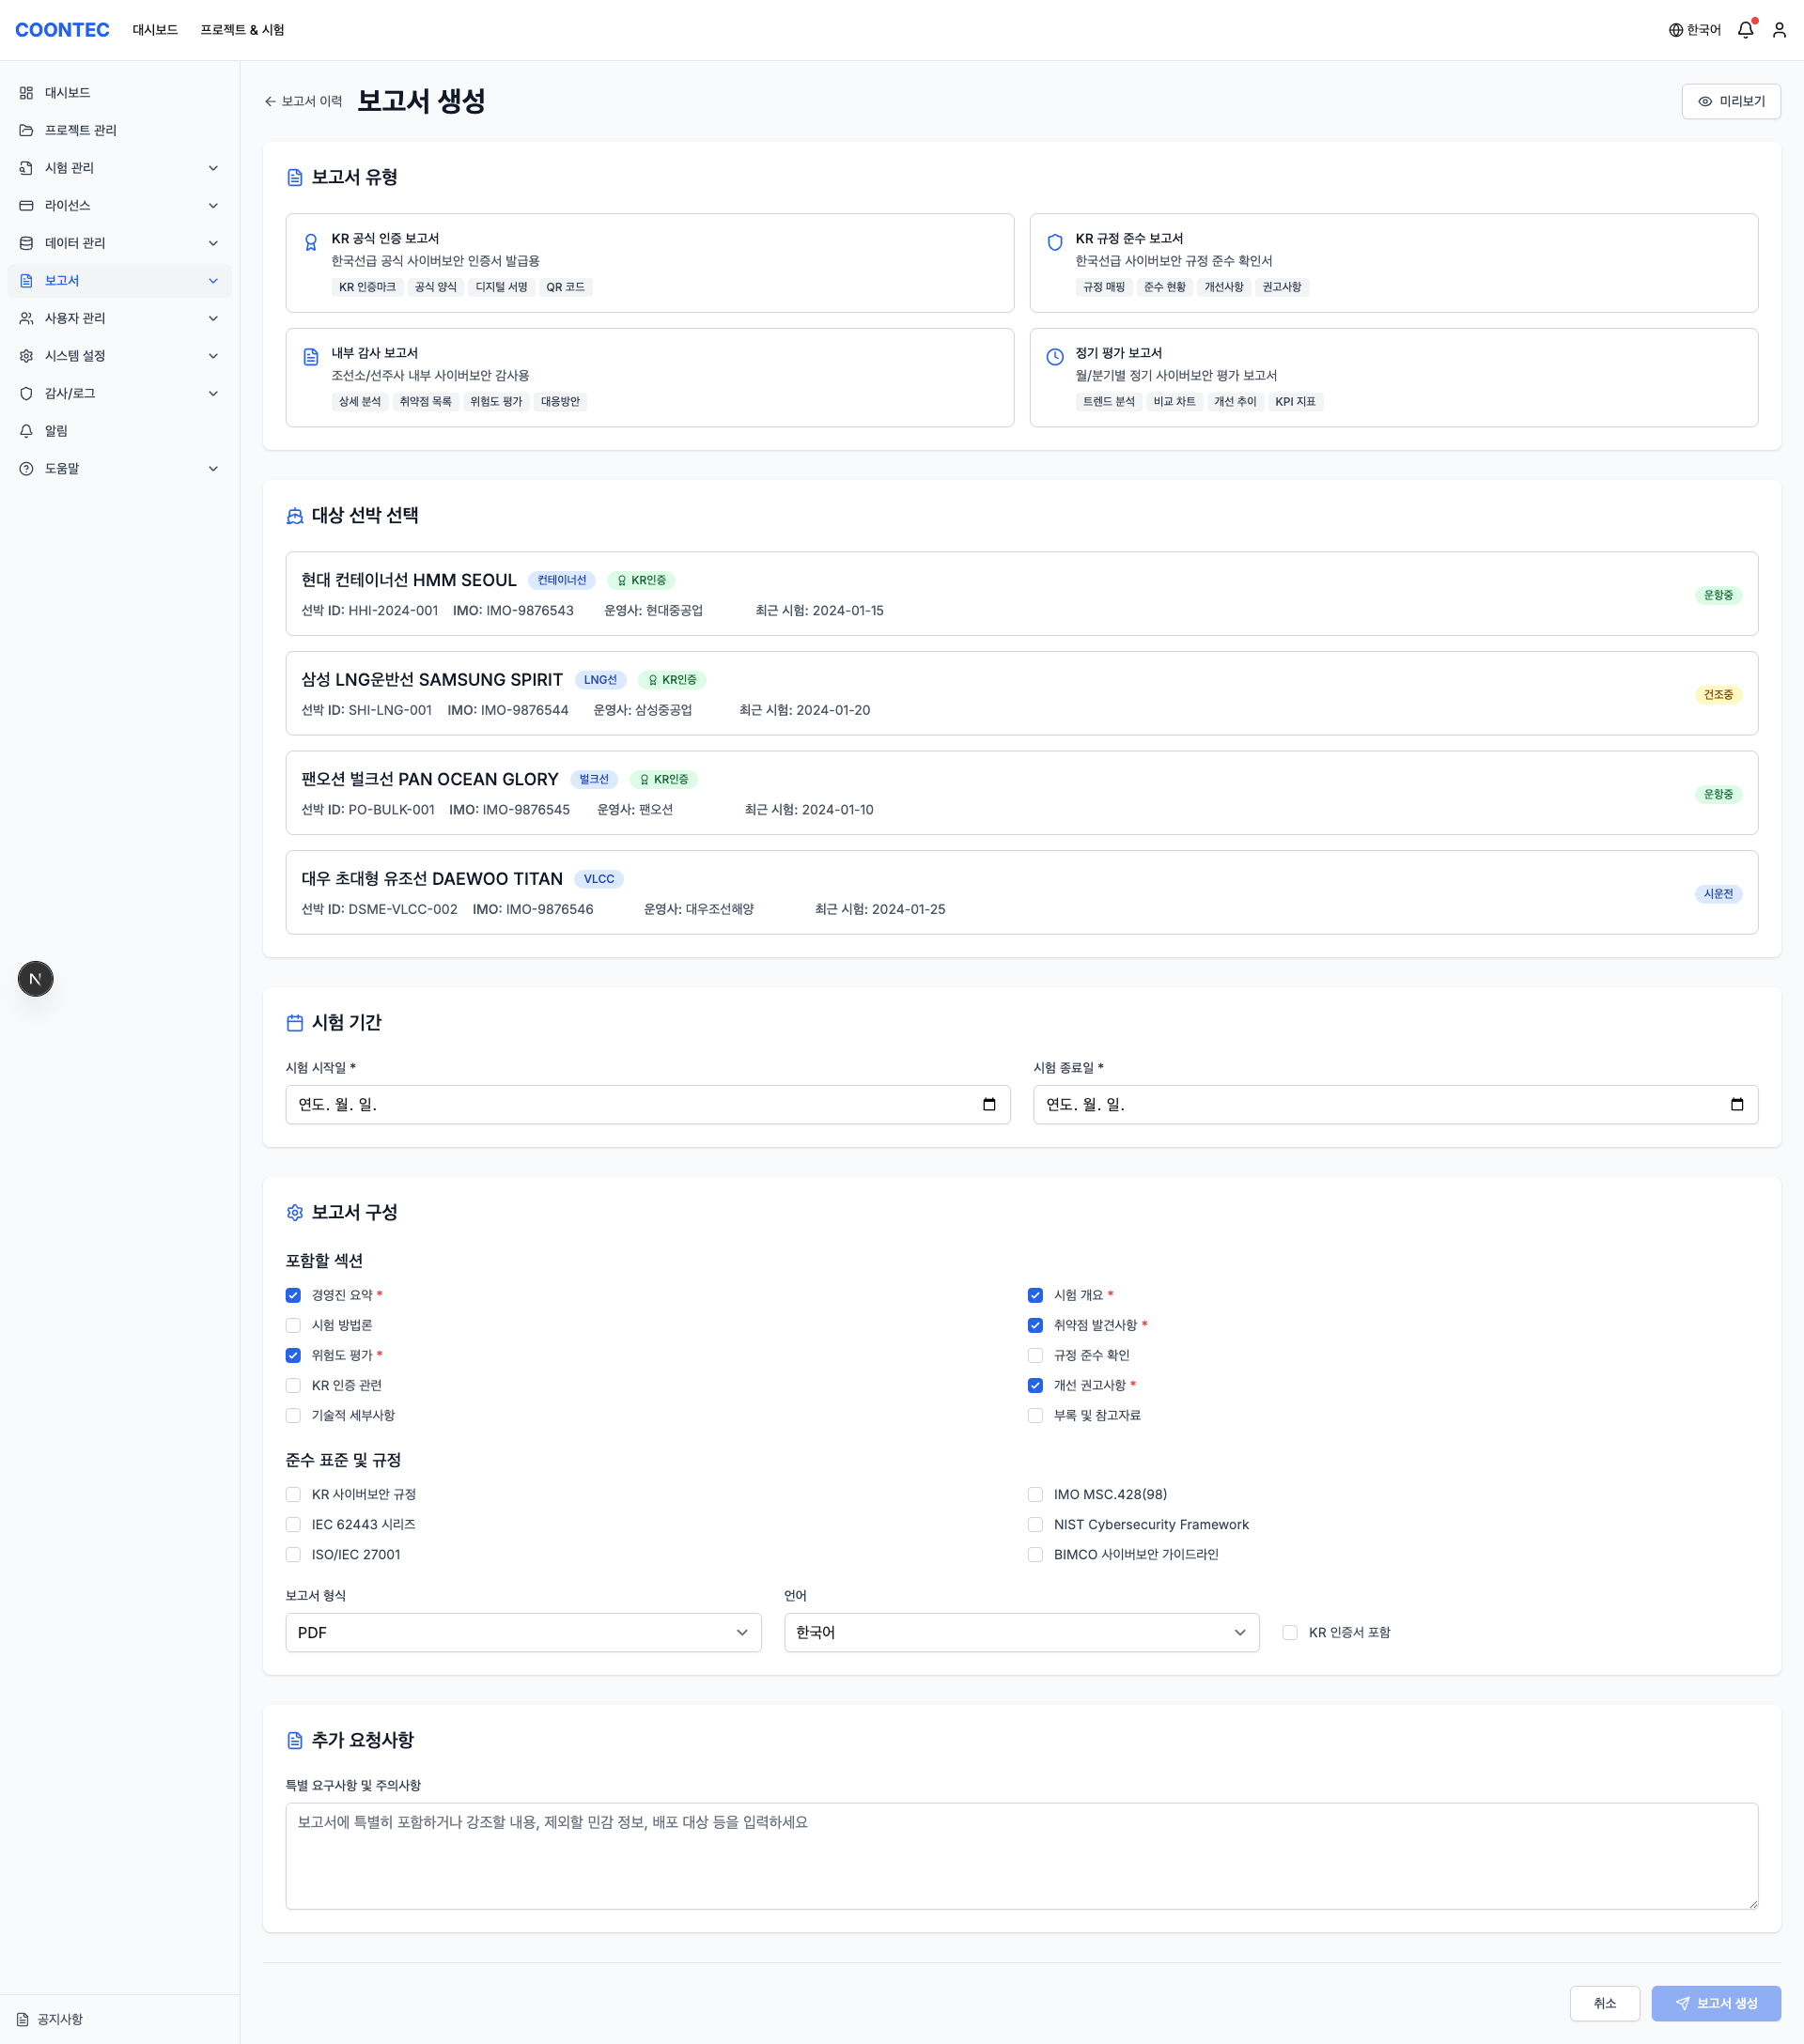 COONTEC 대시보드 프로젝트 & 시험 한국어
대시보드
프로젝트 관리
시험 관리
라이선스
데이터 관리
보고서
사용자 관리
시스템 설정
감사/로그
알림
도움말
N
공지사항
보고서 이력 보고서 생성 미리보기
보고서 유형
KR 공식 인증 보고서
한국선급 공식 사이버보안 인증서 발급용
KR 인증마크 공식 양식 디지털 서명 QR 코드
KR 규정 준수 보고서
한국선급 사이버보안 규정 준수 확인서
규정 매핑 준수 현황 개선사항 권고사항
내부 감사 보고서
조선소/선주사 내부 사이버보안 감사용
상세 분석 취약점 목록 위험도 평가 대응방안
정기 평가 보고서
월/분기별 정기 사이버보안 평가 보고서
트렌드 분석 비교 차트 개선 추이 KPI 지표
대상 선박 선택
현대 컨테이너선 HMM SEOUL 컨테이너선 KR인증
선박 ID: HHI-2024-001 IMO: IMO-9876543 운영사: 현대중공업 최근 시험: 2024-01-15
운항중
삼성 LNG운반선 SAMSUNG SPIRIT LNG선 KR인증
선박 ID: SHI-LNG-001 IMO: IMO-9876544 운영사: 삼성중공업 최근 시험: 2024-01-20
건조중
팬오션 벌크선 PAN OCEAN GLORY 벌크선 KR인증
선박 ID: PO-BULK-001 IMO: IMO-9876545 운영사: 팬오션 최근 시험: 2024-01-10
운항중
대우 초대형 유조선 DAEWOO TITAN VLCC
선박 ID: DSME-VLCC-002 IMO: IMO-9876546 운영사: 대우조선해양 최근 시험: 2024-01-25
시운전
시험 기간
시험 시작일 * 시험 종료일 *
연도. 월. 일. 연도. 월. 일.
보고서 구성
포함할 섹션
경영진 요약 * 시험 개요 *
시험 방법론 취약점 발견사항 *
위험도 평가 * 규정 준수 확인
KR 인증 관련 개선 권고사항 *
기술적 세부사항 부록 및 참고자료
준수 표준 및 규정
KR 사이버보안 규정 IMO MSC.428(98)
IEC 62443 시리즈 NIST Cybersecurity Framework
ISO/IEC 27001 BIMCO 사이버보안 가이드라인
보고서 형식 언어
PDF 한국어 KR 인증서 포함
추가 요청사항
특별 요구사항 및 주의사항
보고서에 특별히 포함하거나 강조할 내용, 제외할 민감 정보, 배포 대상 등을 입력하세요
취소 보고서 생성